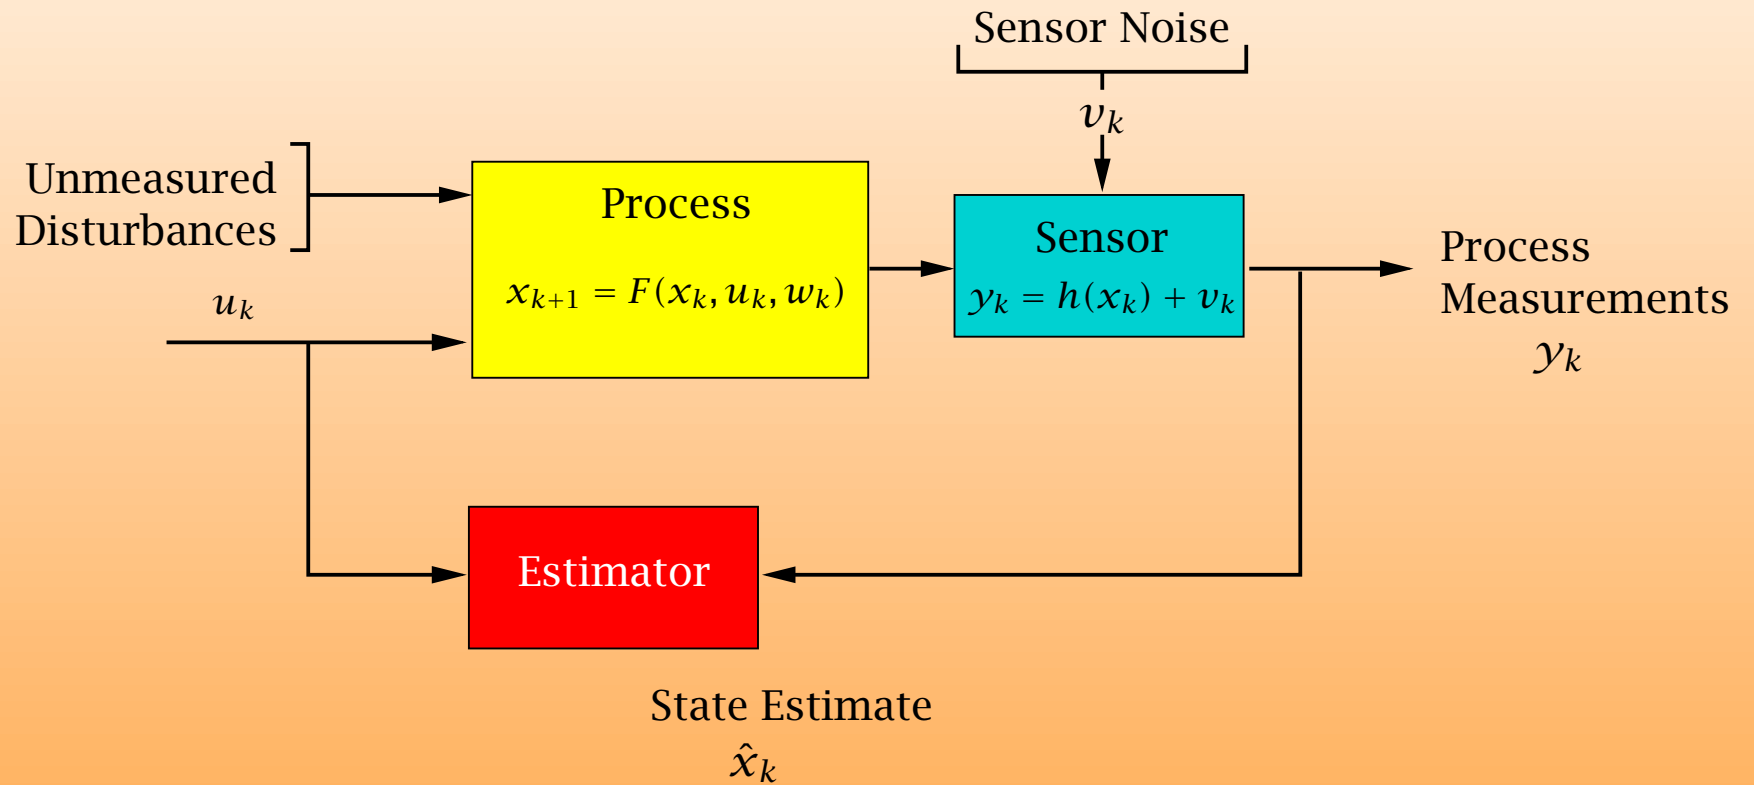 Sensor Noise
v_k
Unmeasured
Disturbances
u_k
Process
x_{k+1} = F(x_k, u_k, w_k)
Sensor
y_k = h(x_k) + v_k
Process
Measurements
y_k
Estimator
State Estimate
x̂_k